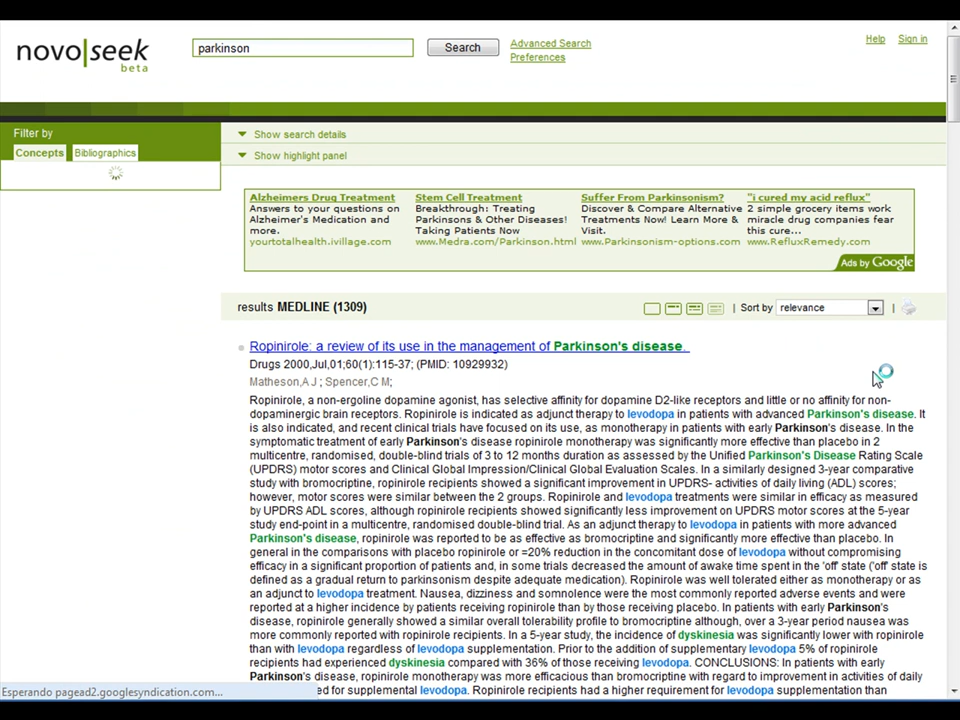 novo|seek
beta
parkinson
Search
Advanced Search
Preferences
Help
Sign in
Filter by
Concepts
Bibliographics
Show search details
Show highlight panel
Alzheimers Drug Treatment
Answers to your questions on
Alzheimer's Medication and
more.
yourtotalhealth.ivillage.com
Stem Cell Treatment
Breakthrough: Treating
Parkinsons & Other Diseases!
Taking Patients Now
www.Medra.com/Parkinson.html
Suffer From Parkinsonism?
Discover & Compare Alternative
Treatments Now! Learn More &
Visit.
www.Parkinsonism-options.com
"i cured my acid reflux"
2 simple grocery items work
miracle drug companies fear
this cure...
www.RefluxRemedy.com
Ads by Google
results MEDLINE (1309)
| Sort by
relevance
|
Ropinirole: a review of its use in the management of Parkinson's disease.
Drugs 2000,Jul,01;60(1):115-37; (PMID: 10929932)
Matheson,A J ; Spencer,C M;
Ropinirole, a non-ergoline dopamine agonist, has selective affinity for dopamine D2-like receptors and little or no affinity for non-
dopaminergic brain receptors. Ropinirole is indicated as adjunct therapy to levodopa in patients with advanced Parkinson's disease. It
is also indicated, and recent clinical trials have focused on its use, as monotherapy in patients with early Parkinson's disease. In the
symptomatic treatment of early Parkinson's disease ropinirole monotherapy was significantly more effective than placebo in 2
multicentre, randomised, double-blind trials of 3 to 12 months duration as assessed by the Unified Parkinson's Disease Rating Scale
(UPDRS) motor scores and Clinical Global Impression/Clinical Global Evaluation Scales. In a similarly designed 3-year comparative
study with bromocriptine, ropinirole recipients showed a significant improvement in UPDRS- activities of daily living (ADL) scores;
however, motor scores were similar between the 2 groups. Ropinirole and levodopa treatments were similar in efficacy as measured
by UPDRS ADL scores, although ropinirole recipients showed significantly less improvement on UPDRS motor scores at the 5-year
study end-point in a multicentre, randomised double-blind trial. As an adjunct therapy to levodopa in patients with more advanced
Parkinson's disease, ropinirole was reported to be as effective as bromocriptine and significantly more effective than placebo. In
general in the comparisons with placebo ropinirole or =20% reduction in the concomitant dose of levodopa without compromising
efficacy in a significant proportion of patients and, in some trials decreased the amount of awake time spent in the 'off' state ('off' state is
defined as a gradual return to parkinsonism despite adequate medication). Ropinirole was well tolerated either as monotherapy or as
an adjunct to levodopa treatment. Nausea, dizziness and somnolence were the most commonly reported adverse events and were
reported at a higher incidence by patients receiving ropinirole than by those receiving placebo. In patients with early Parkinson's
disease, ropinirole generally showed a similar overall tolerability profile to bromocriptine although, over a 3-year period nausea was
more commonly reported with ropinirole recipients. In a 5-year study, the incidence of dyskinesia was significantly lower with ropinirole
than with levodopa regardless of levodopa supplementation. Prior to the addition of supplementary levodopa 5% of ropinirole
recipients had experienced dyskinesia compared with 36% of those receiving levodopa. CONCLUSIONS: In patients with early
Parkinson's disease, ropinirole monotherapy was more efficacious than bromocriptine with regard to improvement in activities of daily
ed for supplemental levodopa. Ropinirole recipients had a higher requirement for levodopa supplementation than
Esperando pagead2.googlesyndication.com...